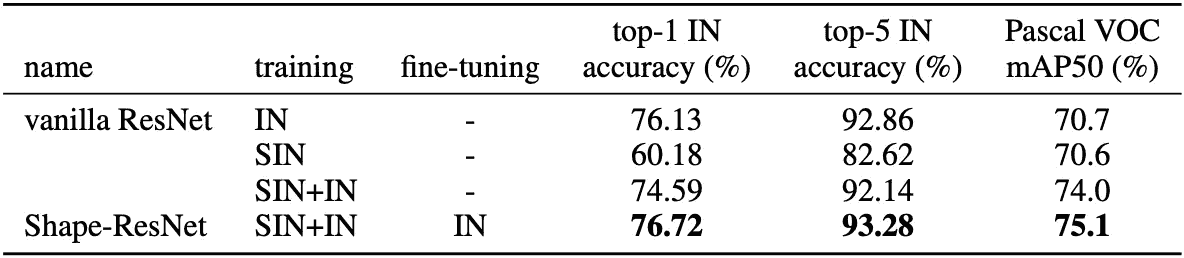 name training fine-tuning top-1 IN accuracy (%) top-5 IN accuracy (%) Pascal VOC mAP50 (%)
vanilla ResNet IN - 76.13 92.86 70.7
SIN - 60.18 82.62 70.6
SIN+IN - 74.59 92.14 74.0
Shape-ResNet SIN+IN IN 76.72 93.28 75.1